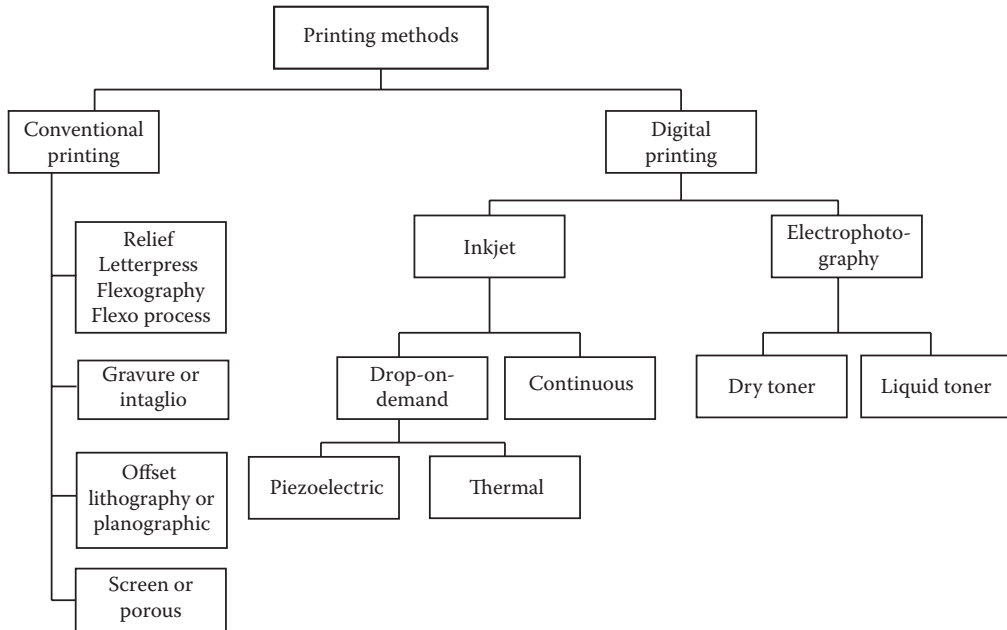 Printing methods
Conventional
printing
Digital
printing
Relief
Letterpress
Flexography
Flexo process
Gravure or
intaglio
Offset
lithography or
planographic
Screen or
porous
Inkjet
Electrophoto-
graphy
Drop-on-
demand
Continuous
Dry toner
Liquid toner
Piezoelectric
Thermal